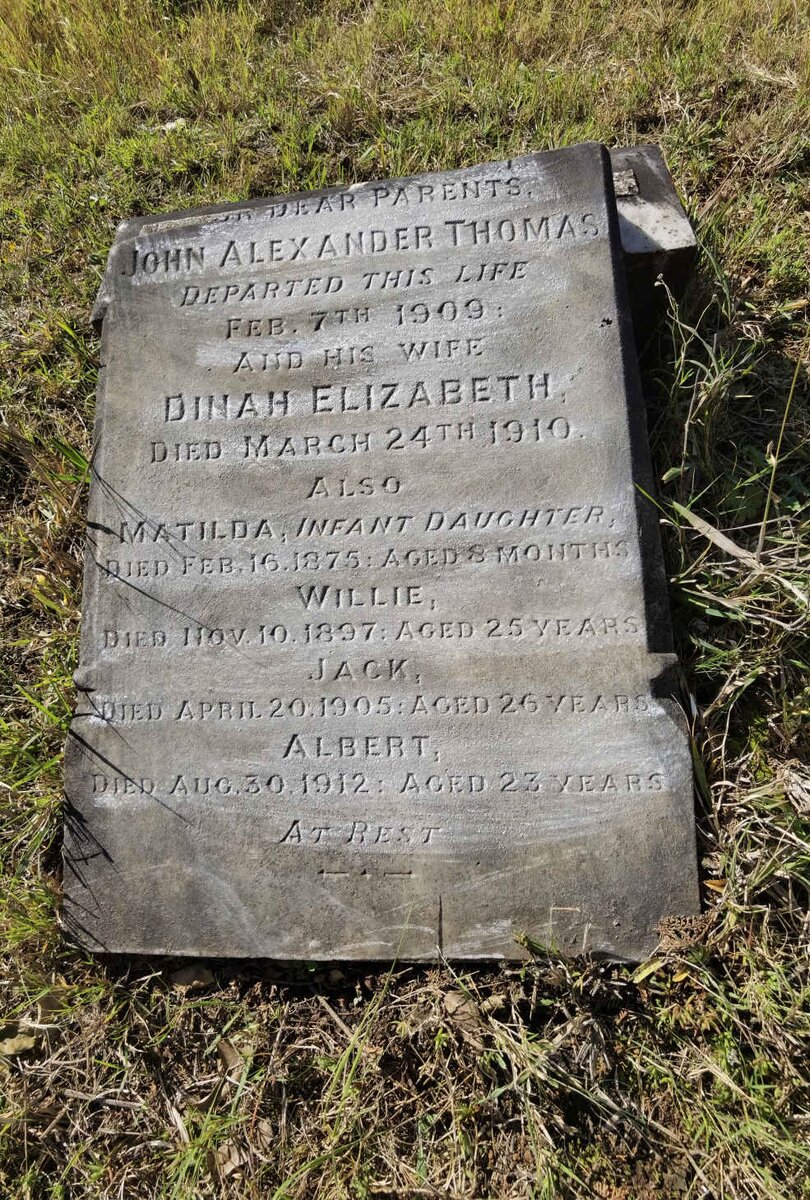 OUR DEAR PARENTS,
JOHN ALEXANDER THOMAS
DEPARTED THIS LIFE
FEB. 7TH 1909:
AND HIS WIFE
DINAH ELIZABETH,
DIED MARCH 24TH 1910.
ALSO
MATILDA, INFANT DAUGHTER,
DIED FEB. 16. 1875: AGED 8 MONTHS
WILLIE,
DIED NOV. 10. 1897: AGED 25 YEARS
JACK,
DIED APRIL 20. 1905: AGED 26 YEARS
ALBERT,
DIED AUG. 30. 1912: AGED 23 YEARS
AT REST